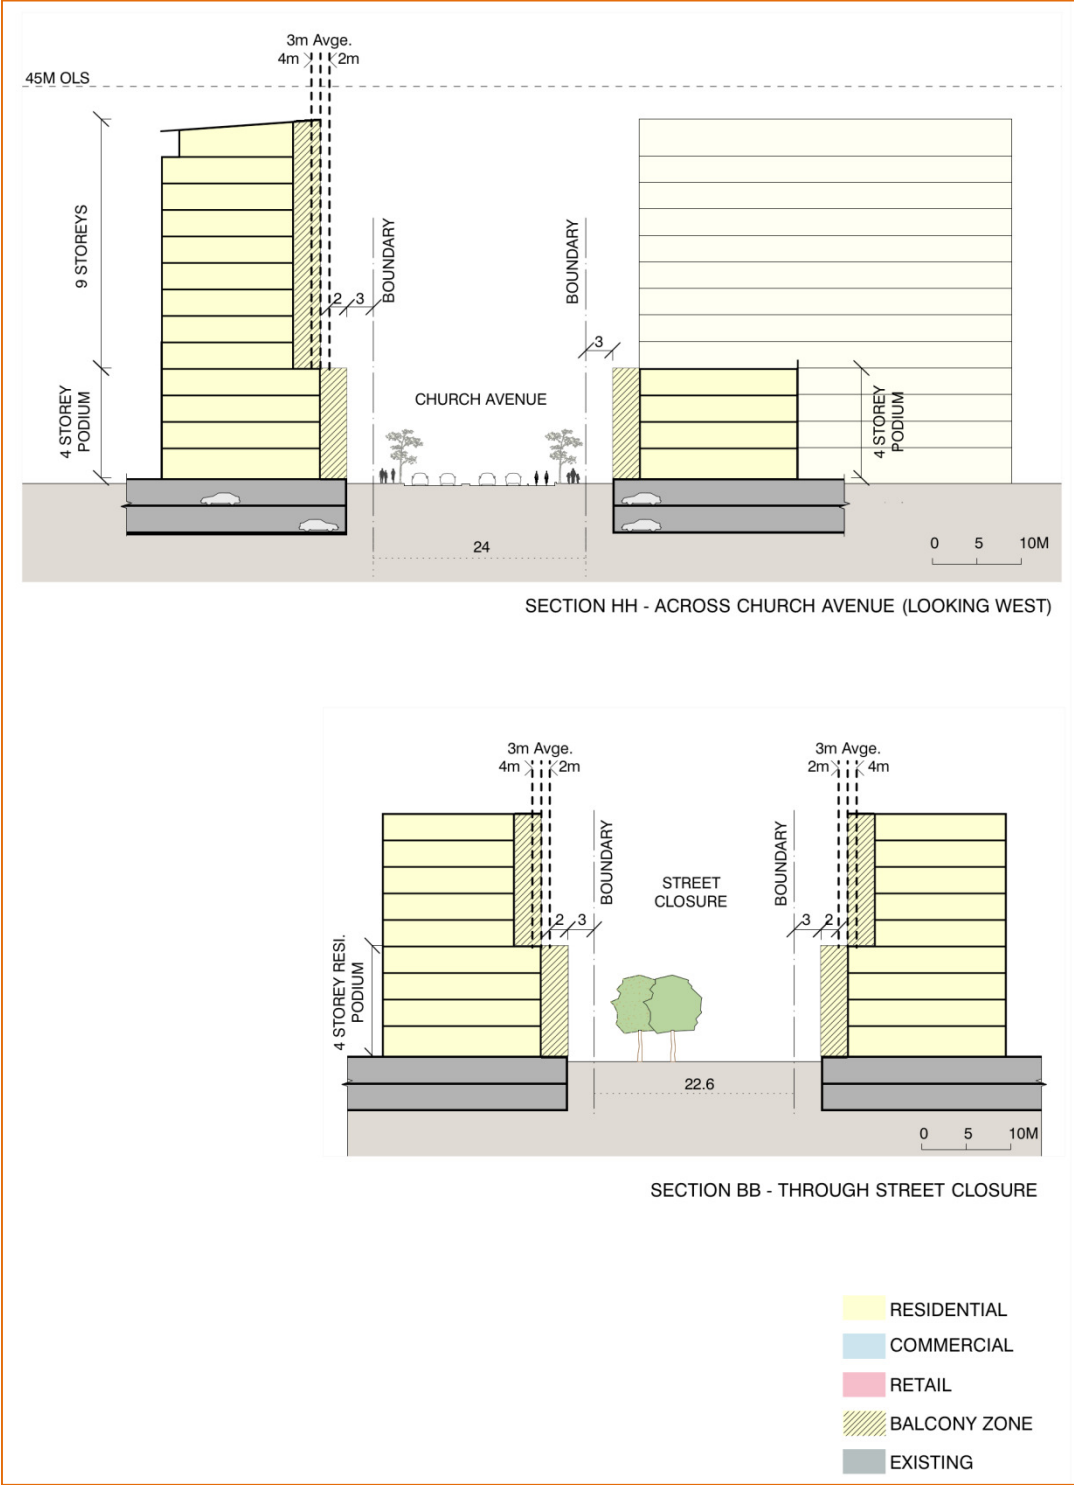 3m Avge.
4m 2m
45M OLS
9 STOREYS
BOUNDARY
BOUNDARY
2 3
3
4 STOREY
PODIUM
CHURCH AVENUE
4 STOREY
PODIUM
24
0 5 10M
SECTION HH - ACROSS CHURCH AVENUE (LOOKING WEST)
3m Avge.
4m 2m
3m Avge.
2m 4m
BOUNDARY
STREET
CLOSURE
BOUNDARY
2 3
3 2
4 STOREY RESI.
PODIUM
22.6
0 5 10M
SECTION BB - THROUGH STREET CLOSURE
RESIDENTIAL
COMMERCIAL
RETAIL
BALCONY ZONE
EXISTING